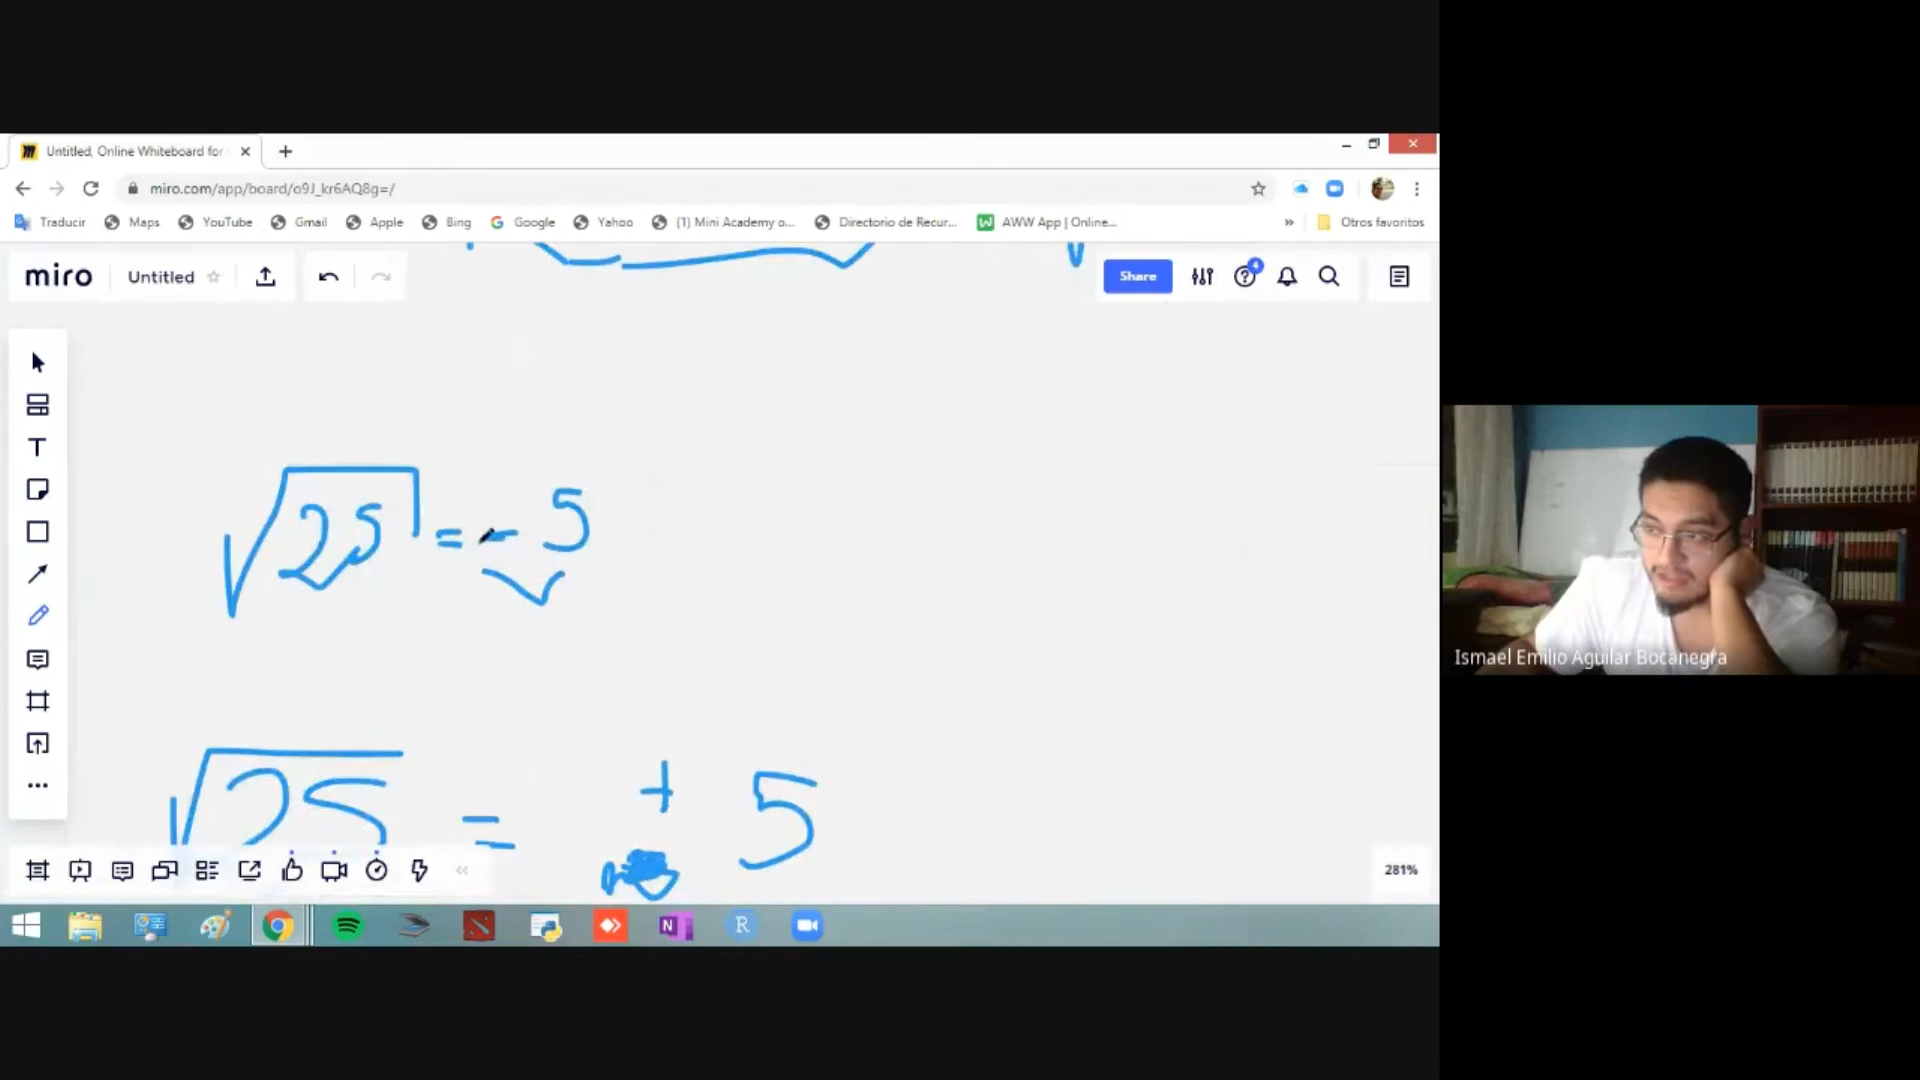 Untitled, Online Whiteboard for
miro.com/app/board/o9J_kr6AQ8g=/
Traducir Maps YouTube Gmail Apple Bing Google Yahoo (1) Mini Academy o... Directorio de Recur... AWW App | Online... » Otros favoritos
miro Untitled Share 4
√25 = - 5
√25 = + 5
281%
Ismael Emilio Aguilar Bocanegra